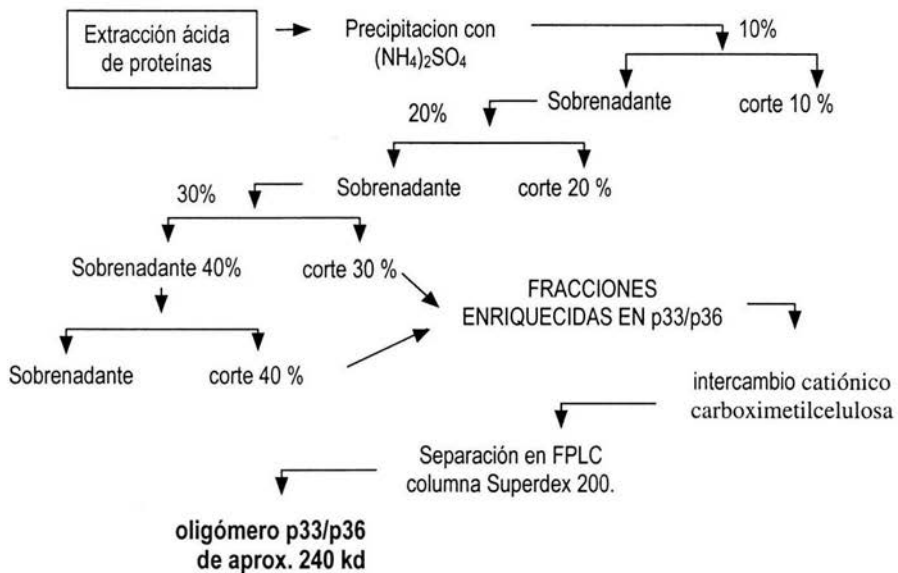 Extracción ácida
de proteínas
Precipitacion con
(NH₄)₂SO₄
10%
Sobrenadante
corte 10 %
20%
Sobrenadante
corte 20 %
30%
Sobrenadante 40%
corte 30 %
FRACCIONES
ENRIQUECIDAS EN p33/p36
Sobrenadante
corte 40 %
intercambio catiónico
carboximetilcelulosa
Separación en FPLC
columna Superdex 200.
oligómero p33/p36
de aprox. 240 kd